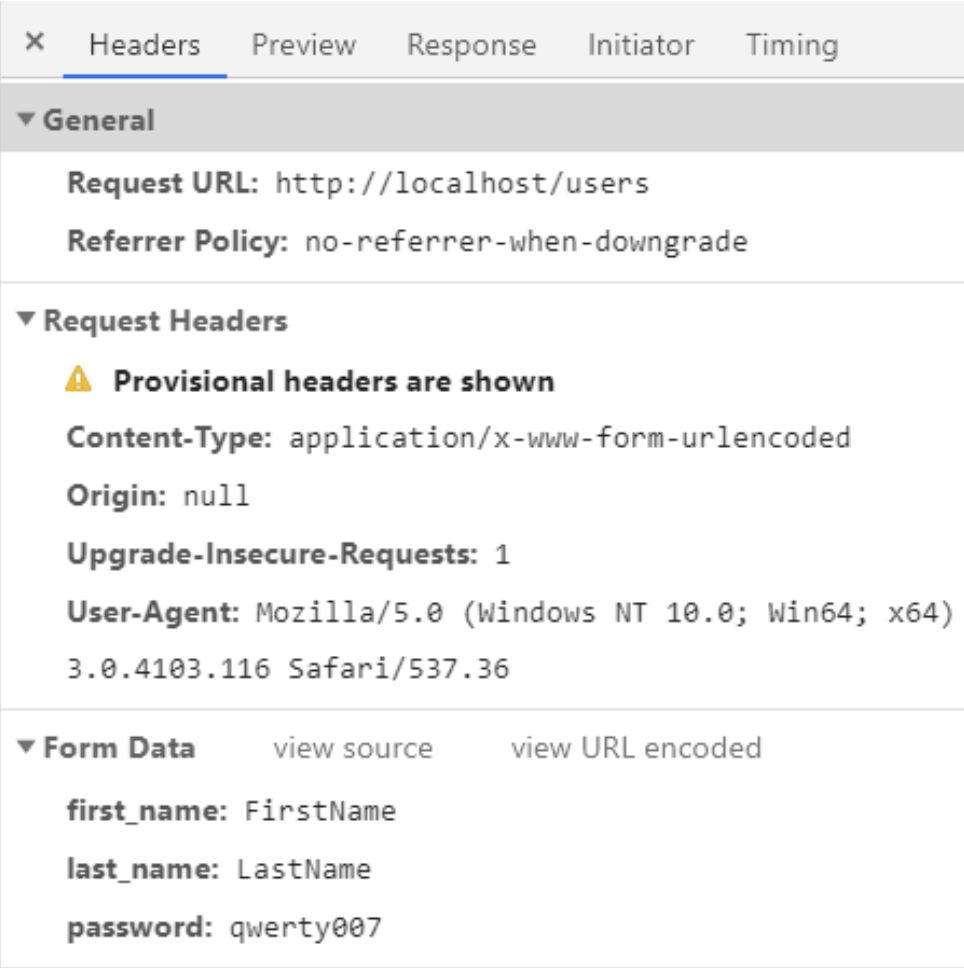 × Headers Preview Response Initiator Timing
▼ General
Request URL: http://localhost/users
Referrer Policy: no-referrer-when-downgrade
▼ Request Headers
⚠ Provisional headers are shown
Content-Type: application/x-www-form-urlencoded
Origin: null
Upgrade-Insecure-Requests: 1
User-Agent: Mozilla/5.0 (Windows NT 10.0; Win64; x64)
3.0.4103.116 Safari/537.36
▼ Form Data view source view URL encoded
first_name: FirstName
last_name: LastName
password: qwerty007